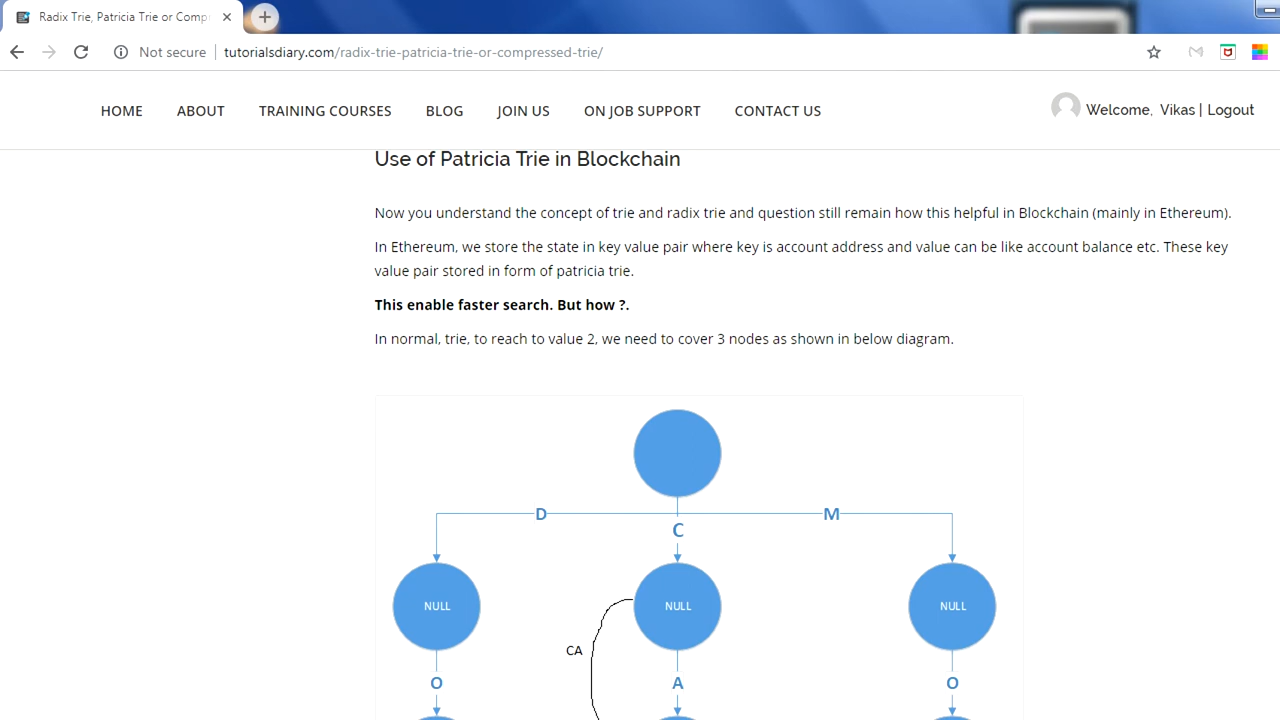 Radix Trie, Patricia Trie or Comp
Not secure
tutorialsdiary.com/radix-trie-patricia-trie-or-compressed-trie/
HOME ABOUT TRAINING COURSES BLOG JOIN US ON JOB SUPPORT CONTACT US
Welcome, Vikas | Logout
Use of Patricia Trie in Blockchain
Now you understand the concept of trie and radix trie and question still remain how this helpful in Blockchain (mainly in Ethereum).
In Ethereum, we store the state in key value pair where key is account address and value can be like account balance etc. These key
value pair stored in form of patricia trie.
This enable faster search. But how ?.
In normal, trie, to reach to value 2, we need to cover 3 nodes as shown in below diagram.
D
C
M
NULL
NULL
NULL
CA
O
A
O